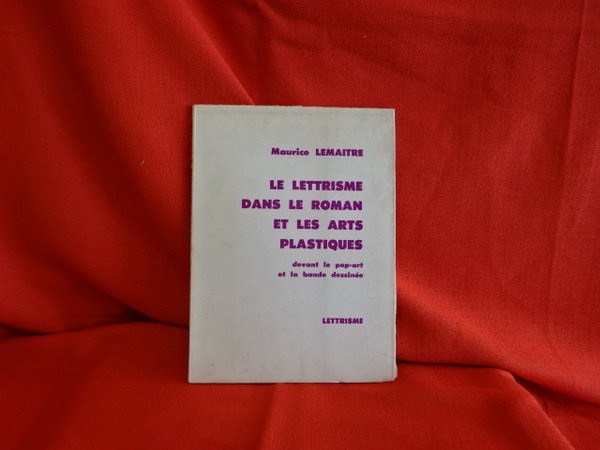 Maurice LEMAITRE
LE LETTRISME
DANS LE ROMAN
ET LES ARTS
PLASTIQUES
devant le pop-art
et la bande dessinée
LETTRISME